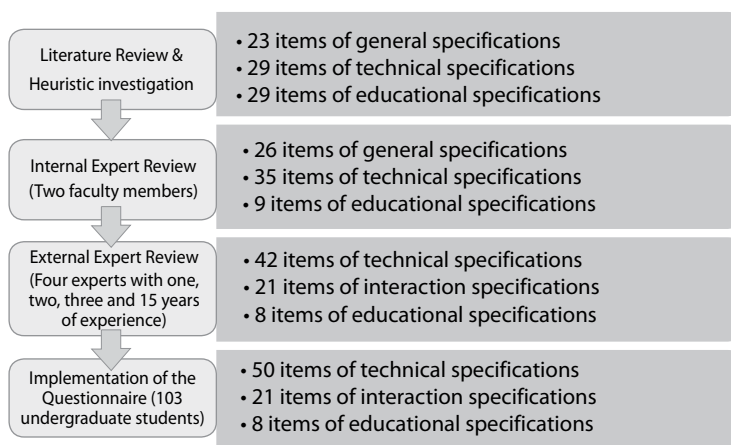 Literature Review &
Heuristic investigation
• 23 items of general specifications
• 29 items of technical specifications
• 29 items of educational specifications
Internal Expert Review
(Two faculty members)
• 26 items of general specifications
• 35 items of technical specifications
• 9 items of educational specifications
External Expert Review
(Four experts with one,
two, three and 15 years
of experience)
• 42 items of technical specifications
• 21 items of interaction specifications
• 8 items of educational specifications
Implementation of the
Questionnaire (103
undergraduate students)
• 50 items of technical specifications
• 21 items of interaction specifications
• 8 items of educational specifications